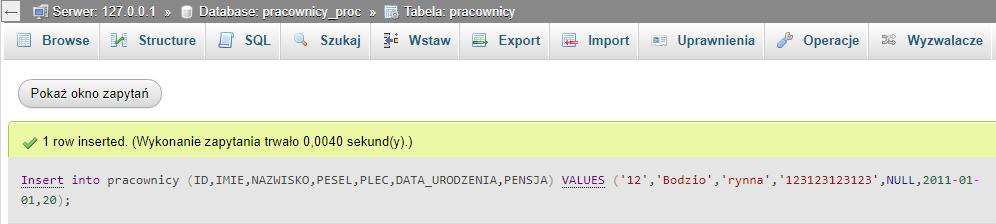 ← Serwer: 127.0.0.1 » Database: pracownicy_proc » Tabela: pracownicy
Browse Structure SQL Szukaj Wstaw Export Import Uprawnienia Operacje Wyzwalacze
Pokaż okno zapytań
1 row inserted. (Wykonanie zapytania trwało 0,0040 sekund(y).)
Insert into pracownicy (ID,IMIE,NAZWISKO,PESEL,PLEC,DATA_URODZENIA,PENSJA) VALUES ('12','Bodzio','rynna','123123123123',NULL,2011-01-
01,20);